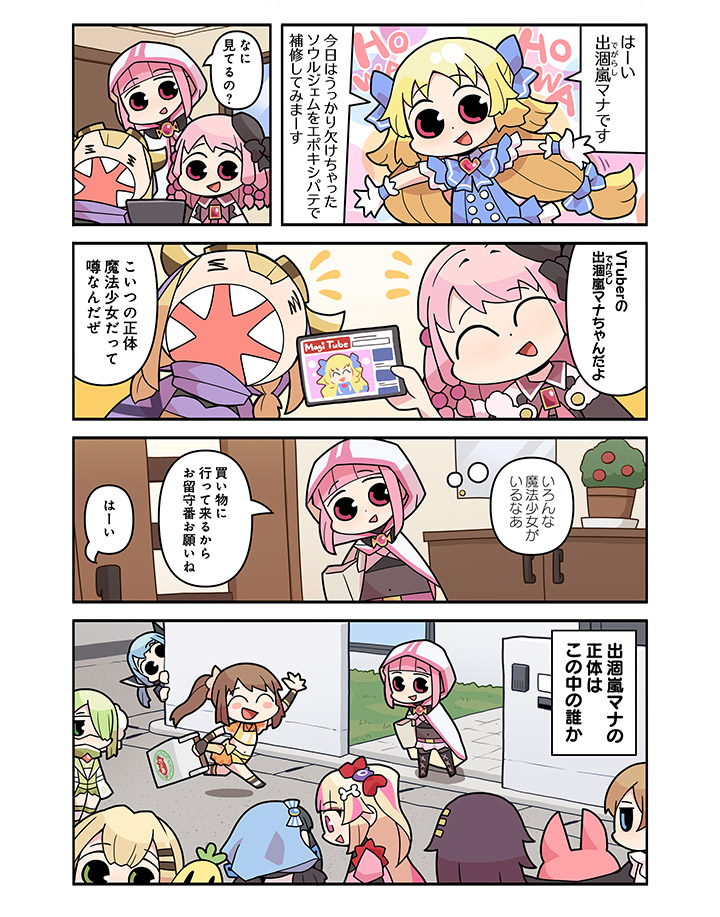 はーい
出涸嵐マナです
でがらし
HO
WA
HO
WA
今日はうっかり欠けちゃった
ソウルジェムをエポキシパテで
補修してみまーす
なに
見てるの?
VTuberの
出涸嵐マナちゃんだよ
でがらし
Magi Tube
こいつの正体
魔法少女だって
噂なんだぜ
いろんな
魔法少女が
いるなあ
買い物に
行って来るから
お留守番お願いね
はーい
出涸嵐マナの
正体は
この中の誰か